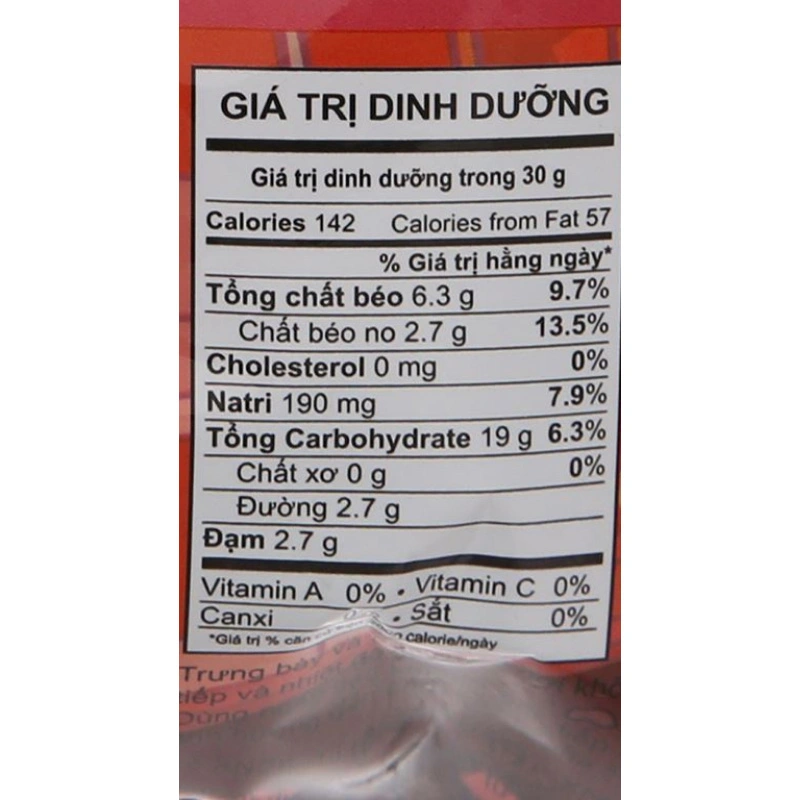 GIÁ TRỊ DINH DƯỠNG
Giá trị dinh dưỡng trong 30 g
Calories 142 Calories from Fat 57
% Giá trị hằng ngày*
Tổng chất béo 6.3 g 9.7%
Chất béo no 2.7 g 13.5%
Cholesterol 0 mg 0%
Natri 190 mg 7.9%
Tổng Carbohydrate 19 g 6.3%
Chất xơ 0 g 0%
Đường 2.7 g
Đạm 2.7 g
Vitamin A 0% • Vitamin C 0%
Canxi • Sắt 0%
*Giá trị % căn calorie/ngày
Trưng bày và
tiếp và
Dùng